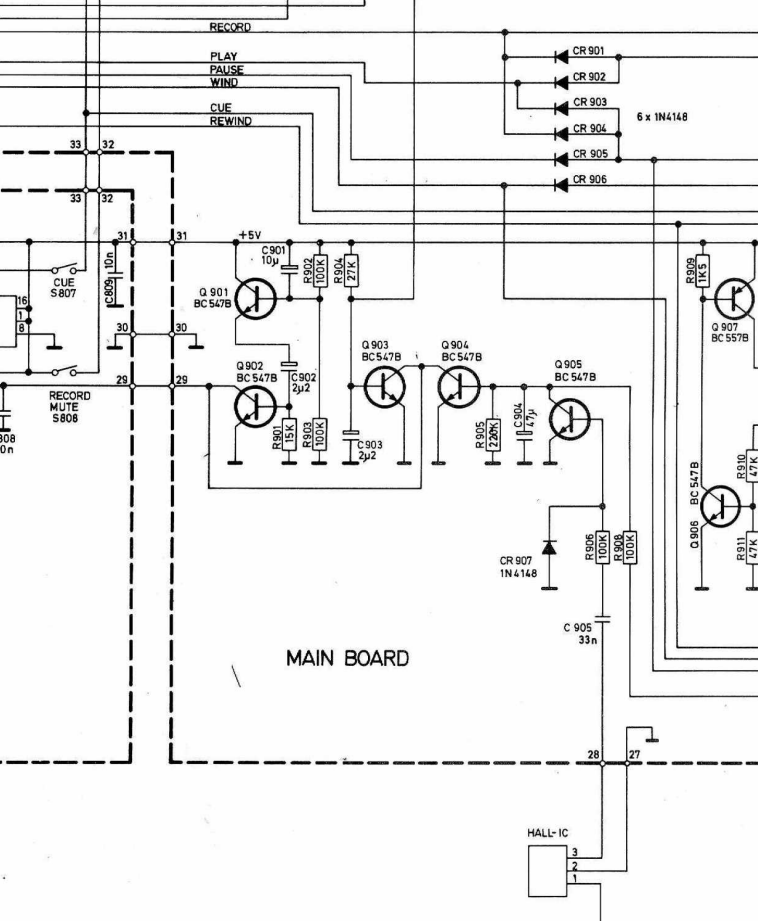 RECORD
PLAY
PAUSE
WIND
CUE
REWIND
CR 901
CR 902
CR 903
CR 904
CR 905
CR 906
6 x 1N4148
33 32
33 32
31 31
+5V
C901
10µ
R902
100K
R904
27K
C809 10n
CUE
S807
16
1
8
Q 901
BC 547B
30 30
R909
1K5
Q 907
BC 557B
Q 902
BC 547B
C902
2µ2
Q 903
BC 547B
Q 904
BC 547B
Q 905
BC 547B
29 29
RECORD
MUTE
S808
808
0n
R901
15K
R903
100K
C903
2µ2
R905
220K
C904
47µ
R910
47K
BC 547B
Q 906
R911
47K
CR 907
1N 4148
R906
100K
R908
100K
C 905
33n
MAIN BOARD
28 27
HALL-IC
3
2
1